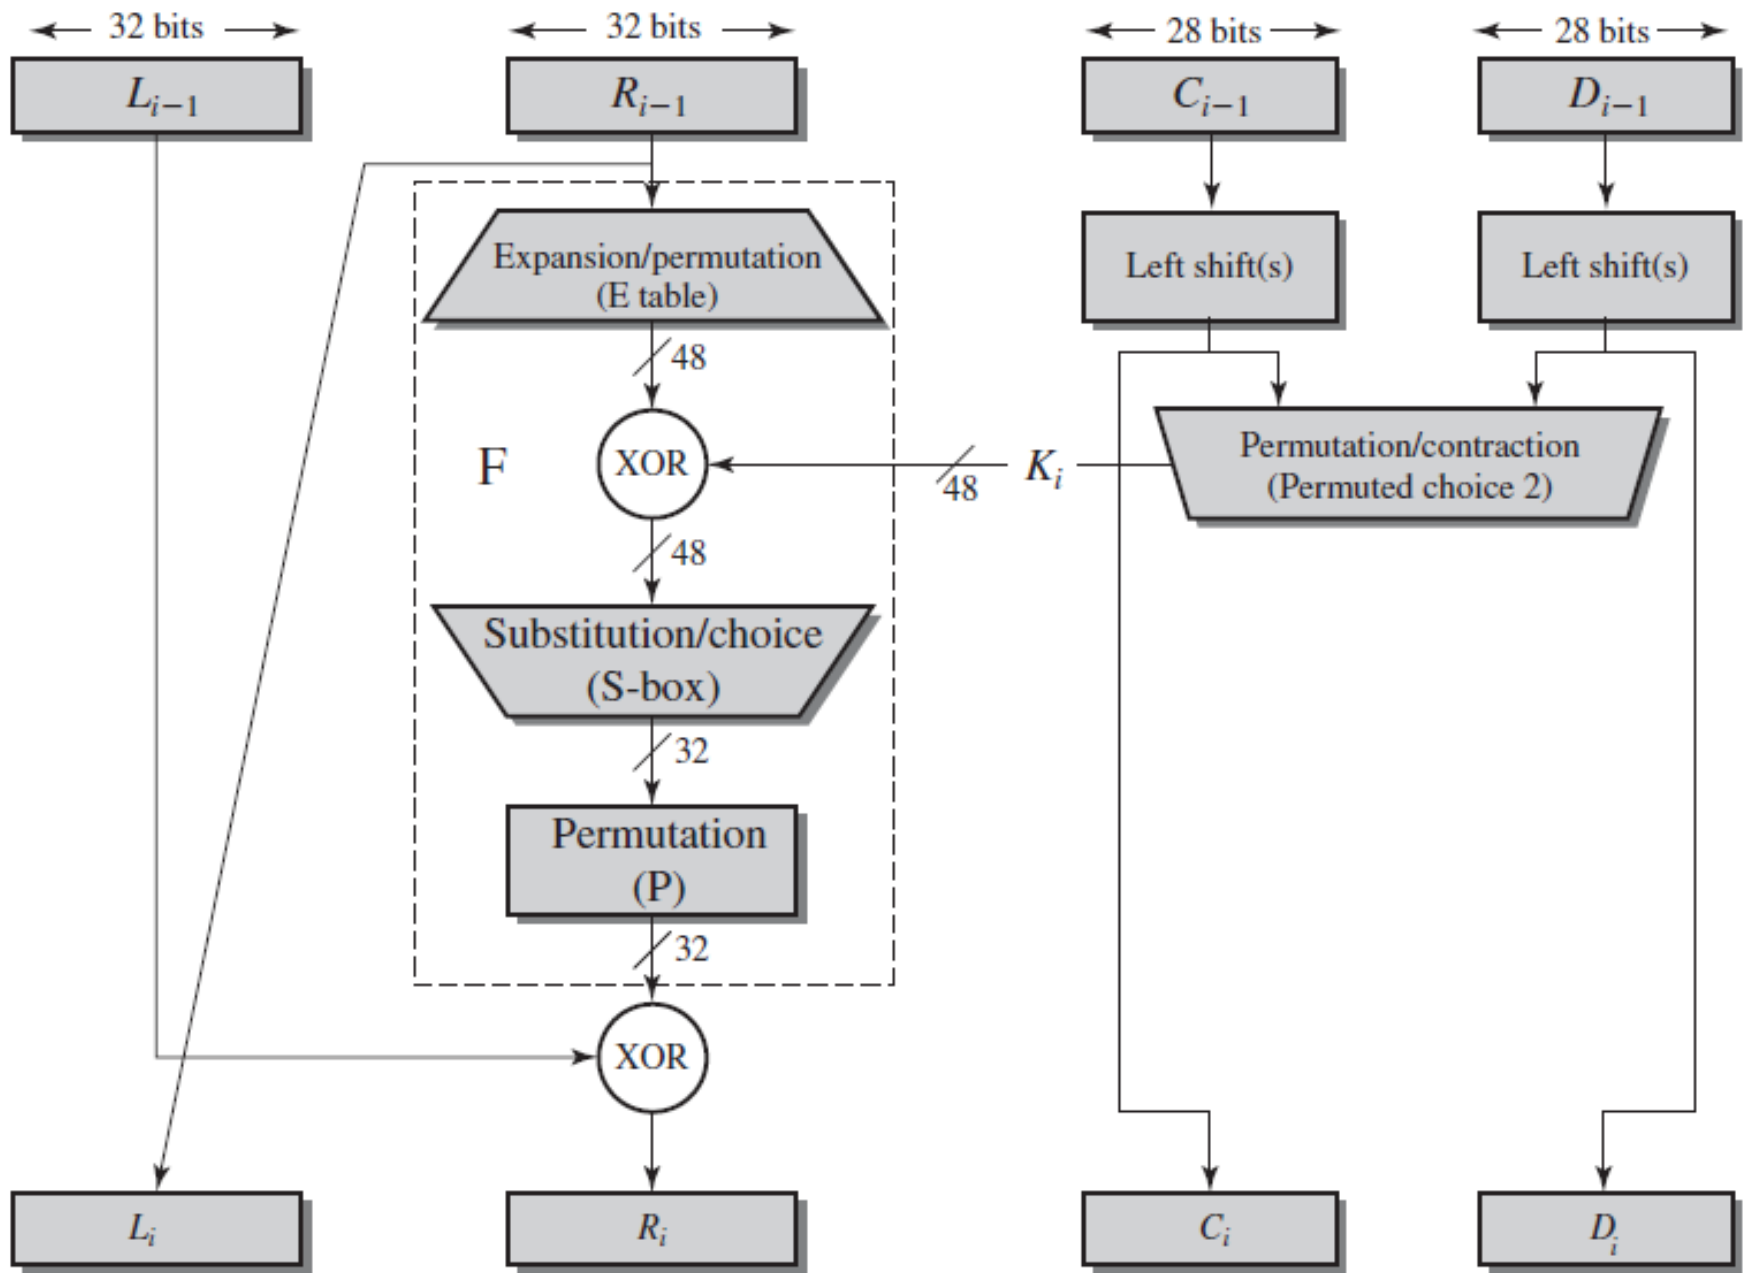 32 bits
32 bits
28 bits
28 bits
Lᵢ₋₁
Rᵢ₋₁
Cᵢ₋₁
Dᵢ₋₁
Expansion/permutation
(E table)
Left shift(s)
Left shift(s)
48
F
XOR
48
Kᵢ
Permutation/contraction
(Permuted choice 2)
48
Substitution/choice
(S-box)
32
Permutation
(P)
32
XOR
Lᵢ
Rᵢ
Cᵢ
Dᵢ